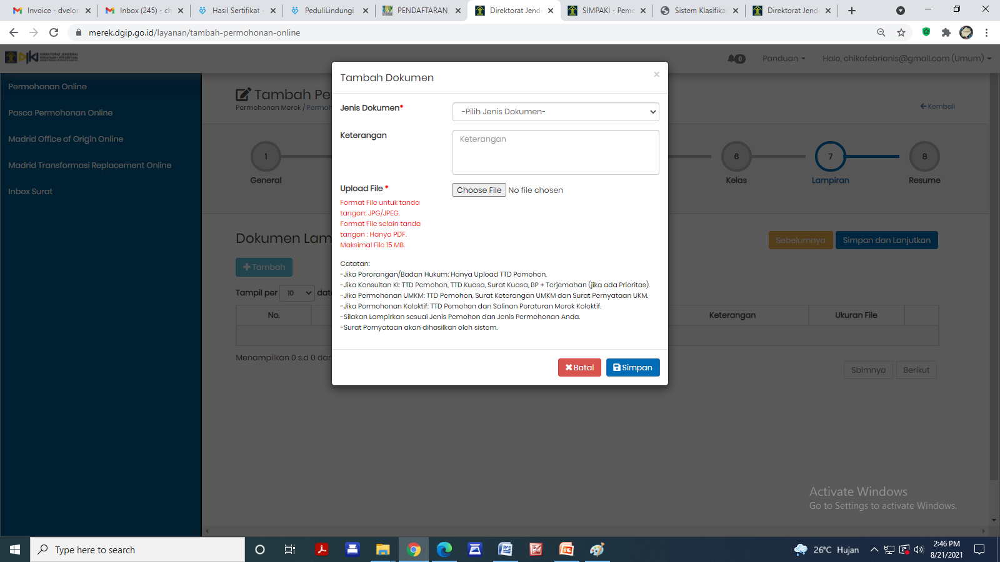 Invoice - dvelor
Inbox (245) - ch
Hasil Sertifikat -
PeduliLindungi
PENDAFTARAN
Direktorat Jende
SIMPAKI - Peme
Sistem Klasifikas
Direktorat Jende
merek.dgip.go.id/layanan/tambah-permohonan-online
DIREKTORAT JENDERAL
KEKAYAAN INTELEKTUAL
0
Panduan
Halo, chikafebrianis@gmail.com (Umum)
Permohonan Online
Pasca Permohonan Online
Madrid Office of Origin Online
Madrid Transformasi Replacement Online
Inbox Surat
Tambah Pe
Permohonan Merek / Permoh
Kembali
1
General
6
Kelas
7
Lampiran
8
Resume
Dokumen Lam
Sebelumnya
Simpan dan Lanjutkan
Tambah
Tampil per 10 data
No.
Keterangan
Ukuran File
Menampilkan 0 s.d 0 dar
Sblmnya
Berikut
Tambah Dokumen
×
Jenis Dokumen*
-Pilih Jenis Dokumen-
Keterangan
Keterangan
Upload File *
Choose File No file chosen
Format File untuk tanda
tangan: JPG/JPEG.
Format File selain tanda
tangan : Hanya PDF.
Maksimal File 15 MB.
Catatan:
-Jika Perorangan/Badan Hukum: Hanya Upload TTD Pemohon.
-Jika Konsultan KI: TTD Pemohon, TTD Kuasa, Surat Kuasa, BP + Terjemahan (jika ada Prioritas).
-Jika Permohonan UMKM: TTD Pemohon, Surat Keterangan UMKM dan Surat Pernyataan UKM.
-Jika Permohonan Kolektif: TTD Pemohon dan Salinan Peraturan Merek Kolektif.
-Silakan Lampirkan sesuai Jenis Pemohon dan Jenis Permohonan Anda.
-Surat Pernyataan akan dihasilkan oleh sistem.
Batal
Simpan
Activate Windows
Go to Settings to activate Windows.
Type here to search
26°C Hujan
2:46 PM
8/21/2021